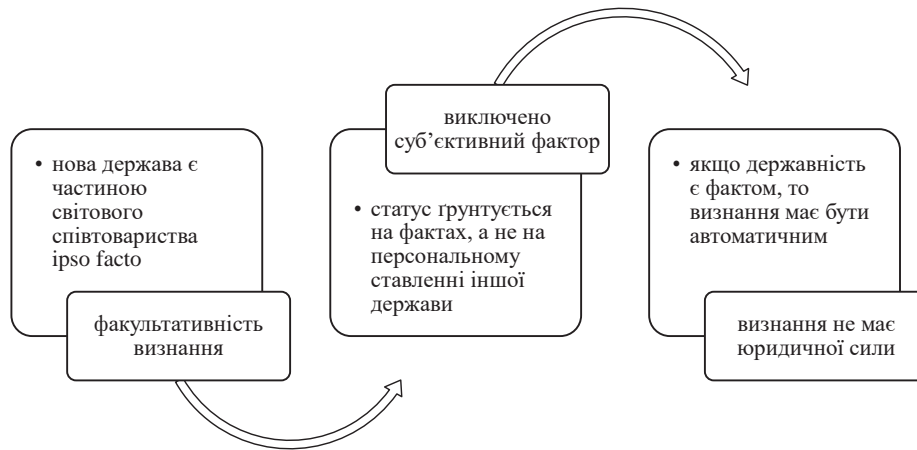 • нова держава є
частиною
світового
співтовариства
ipso facto
факультативність
визнання
виключено
суб’єктивний фактор
• статус ґрунтується
на фактах, а не на
персональному
ставленні іншої
держави
• якщо державність
є фактом, то
визнання має бути
автоматичним
визнання не має
юридичної сили